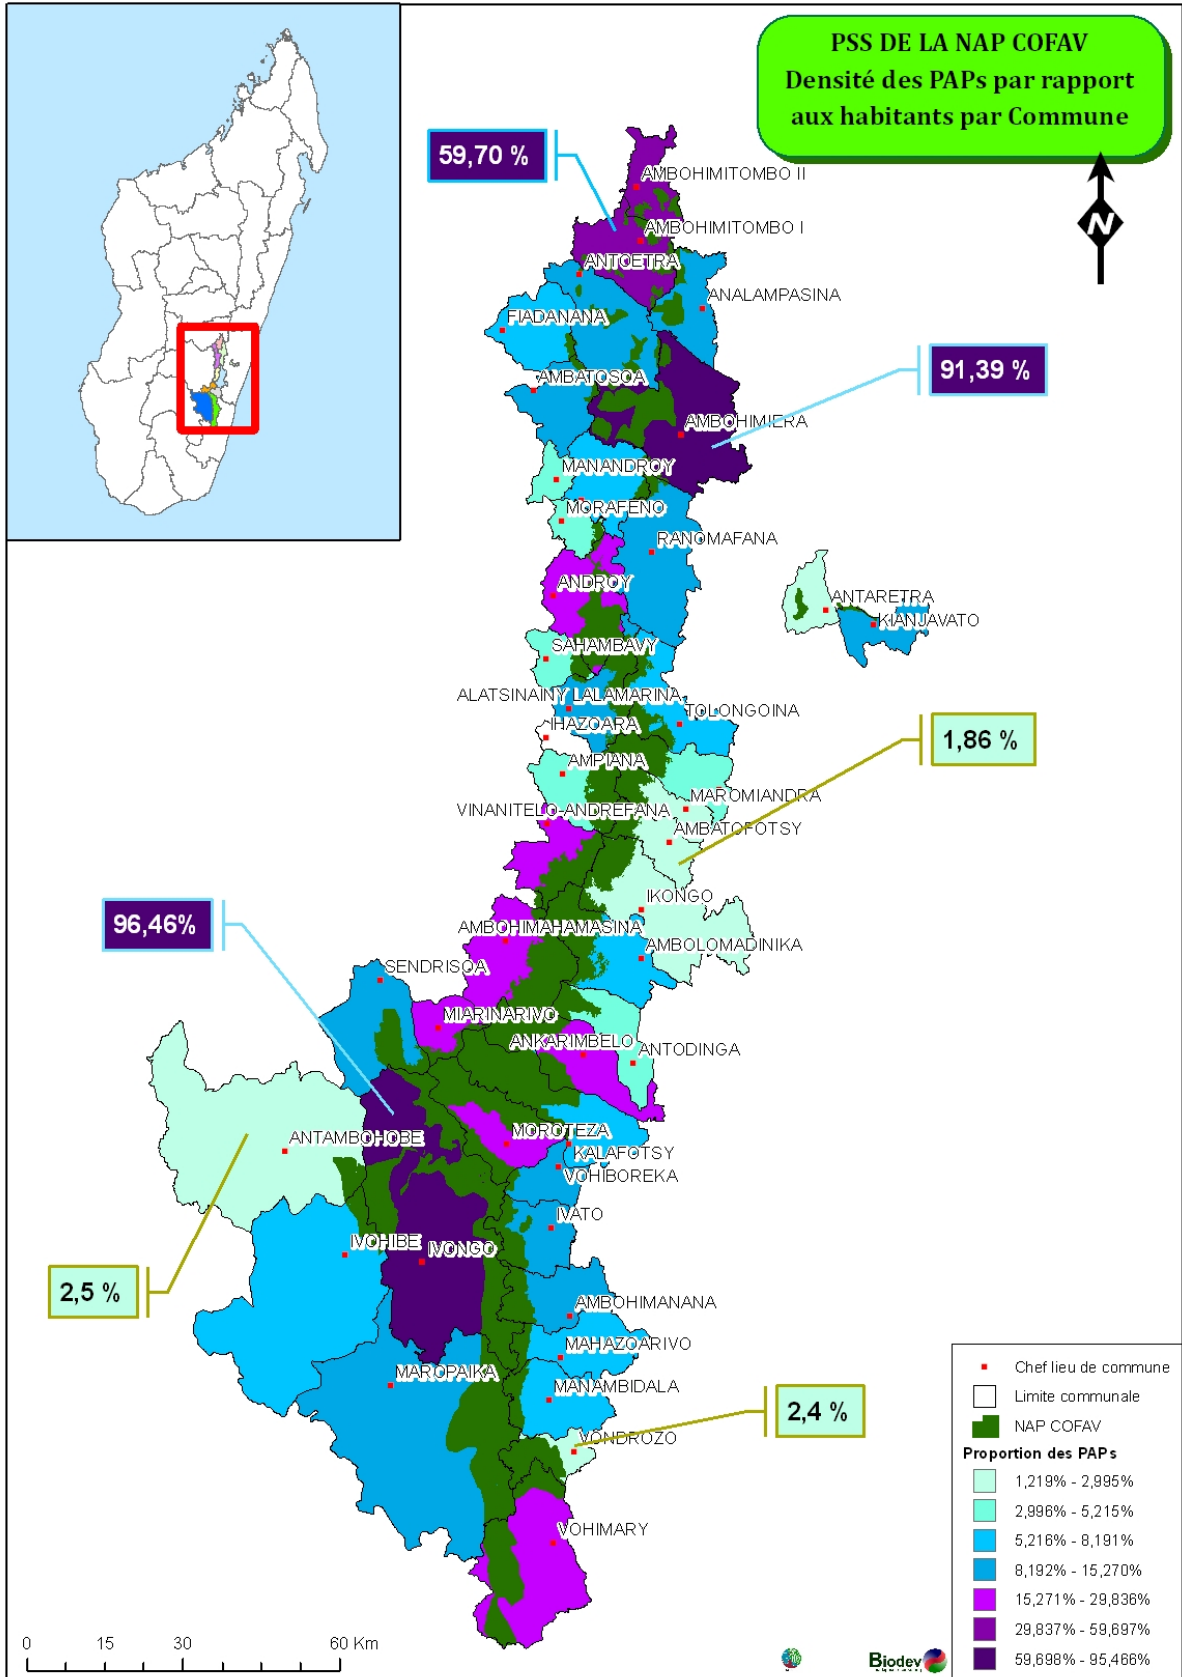 PSS DE LA NAP COFAV
Densité des PAPs par rapport
aux habitants par Commune
N
59,70 %
AMBOHIMITOMBO II
AMBOHIMITOMBO I
ANTOETRA
ANALAMPASINA
FIADANANA
91,39 %
AMBATOSOA
AMBOHIMIERA
MANANDROY
MORAFENO
RANOMAFANA
ANDROY
ANTARETRA
KIANJAVATO
SAHAMBAVY
ALATSINAINY LALAMARINA
TOLONGOINA
IHAZOARA
1,86 %
AMPIANA
MAROMIANDRA
VINANITELO-ANDREFANA
AMBATOFOTSY
IKONGO
96,46%
AMBOHIMAHAMASINA
AMBOLOMADINIKA
SENDRISOA
MIARINARIVO
ANKARIMBELO
ANTODINGA
ANTAMBOHOBE
MOROTEZA
KALAFOTSY
VOHIBOREKA
IVATO
IVOHIBE
IVONGO
2,5 %
AMBOHIMANANA
MAHAZOARIVO
MAROPAIKA
MANAMBIDALA
2,4 %
VONDROZO
VOHIMARY
Chef lieu de commune
Limite communale
NAP COFAV
Proportion des PAPs
1,219% - 2,995%
2,996% - 5,215%
5,216% - 8,191%
8,192% - 15,270%
15,271% - 29,836%
29,837% - 59,697%
59,698% - 95,466%
0 15 30 60 Km
Biodev